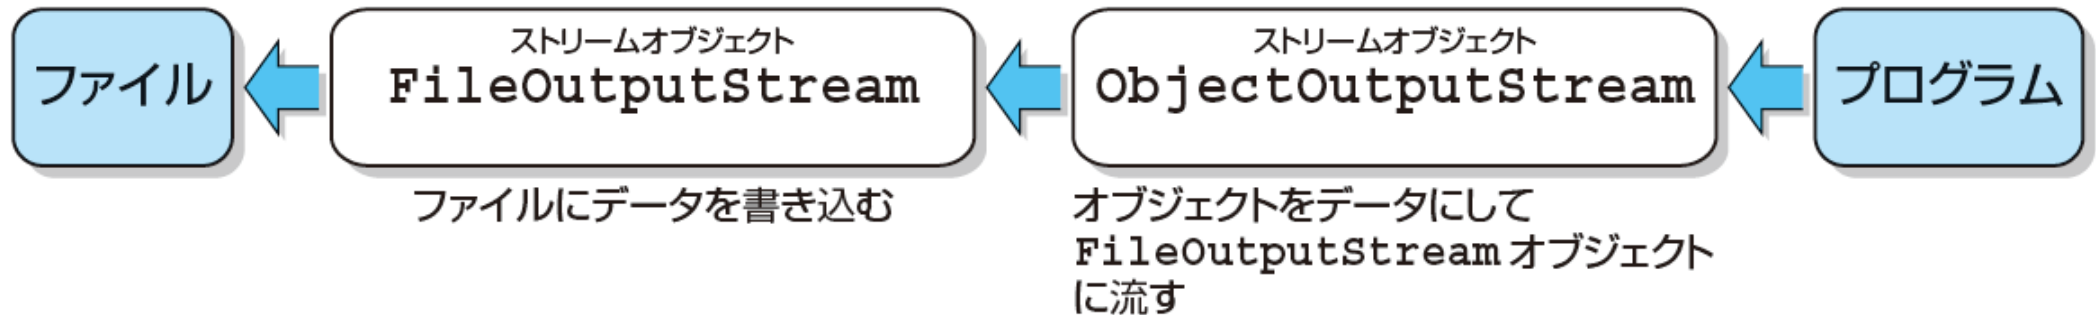 ファイル
ストリームオブジェクト
FileOutputStream
ファイルにデータを書き込む
ストリームオブジェクト
ObjectOutputStream
オブジェクトをデータにして
FileOutputStream オブジェクト
に流す
プログラム